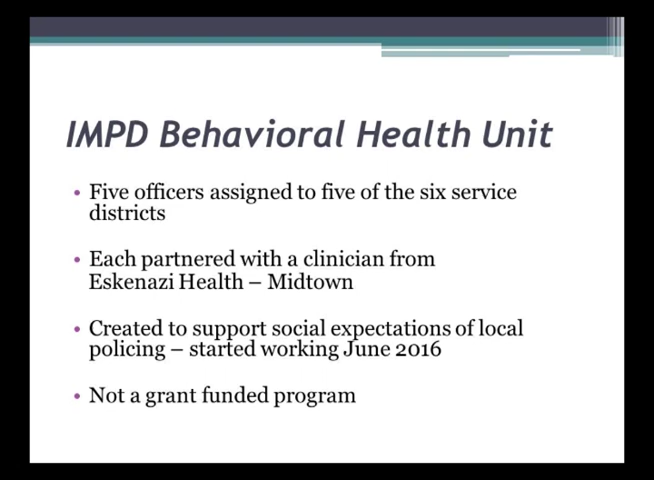 IMPD Behavioral Health Unit
• Five officers assigned to five of the six service
districts
• Each partnered with a clinician from
Eskenazi Health – Midtown
• Created to support social expectations of local
policing – started working June 2016
• Not a grant funded program